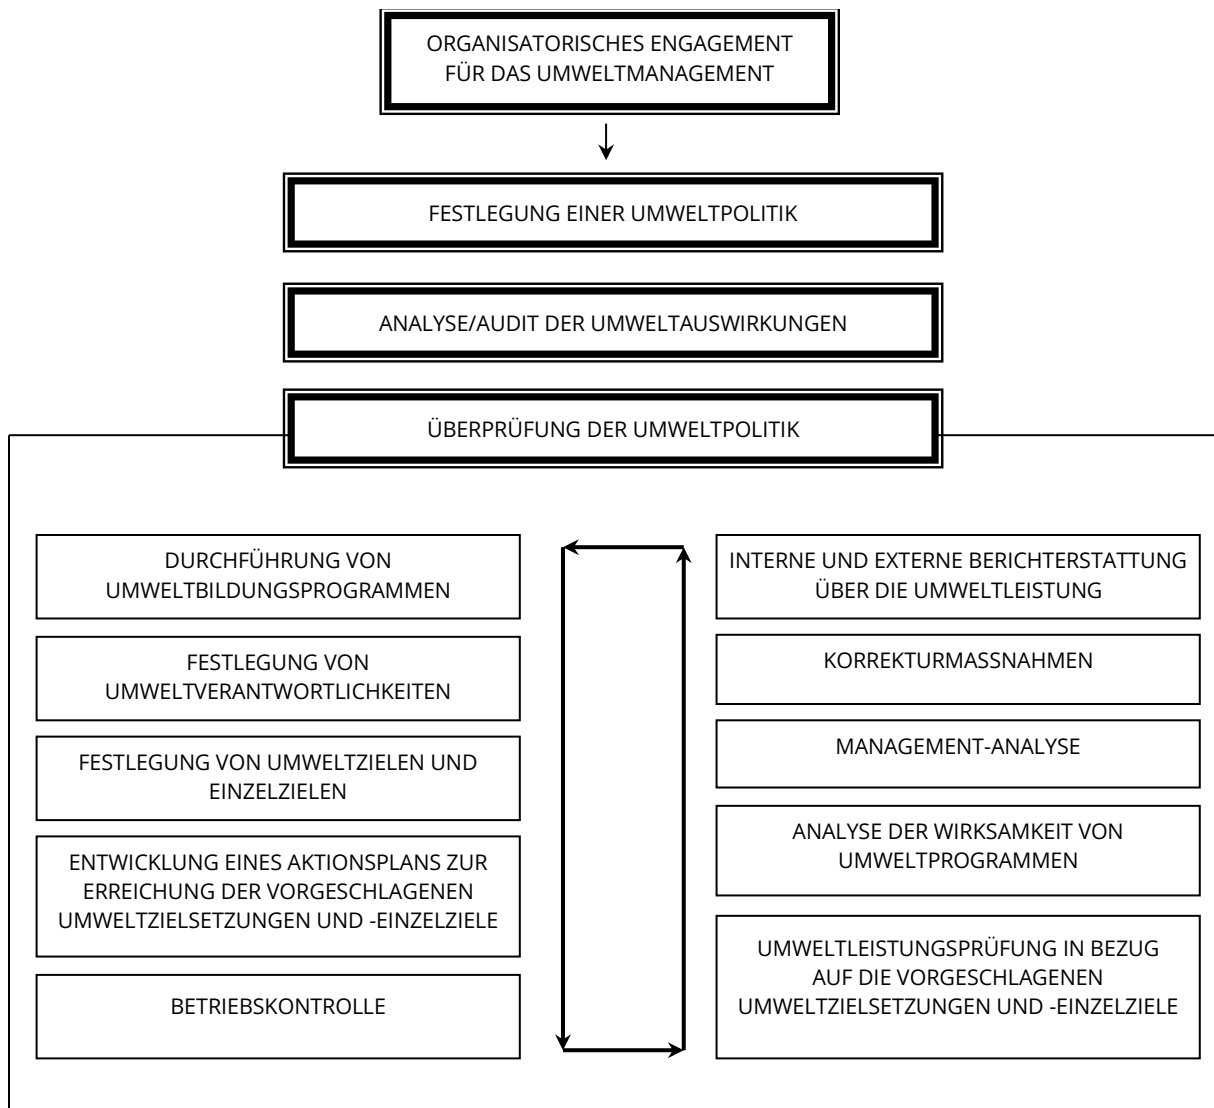 ORGANISATORISCHES ENGAGEMENT
FÜR DAS UMWELTMANAGEMENT
FESTLEGUNG EINER UMWELTPOLITIK
ANALYSE/AUDIT DER UMWELTAUSWIRKUNGEN
ÜBERPRÜFUNG DER UMWELTPOLITIK
DURCHFÜHRUNG VON
UMWELTBILDUNGSPROGRAMMEN
FESTLEGUNG VON
UMWELTVERANTWORTLICHKEITEN
FESTLEGUNG VON UMWELTZIELEN UND
EINZELZIELEN
ENTWICKLUNG EINES AKTIONSPLANS ZUR
ERREICHUNG DER VORGESCHLAGENEN
UMWELTZIELSETZUNGEN UND -EINZELZIELE
BETRIEBSKONTROLLE
INTERNE UND EXTERNE BERICHTERSTATTUNG
ÜBER DIE UMWELTLEISTUNG
KORREKTURMASSNAHMEN
MANAGEMENT-ANALYSE
ANALYSE DER WIRKSAMKEIT VON
UMWELTPROGRAMMEN
UMWELTLEISTUNGSPRÜFUNG IN BEZUG
AUF DIE VORGESCHLAGENEN
UMWELTZIELSETZUNGEN UND -EINZELZIELE